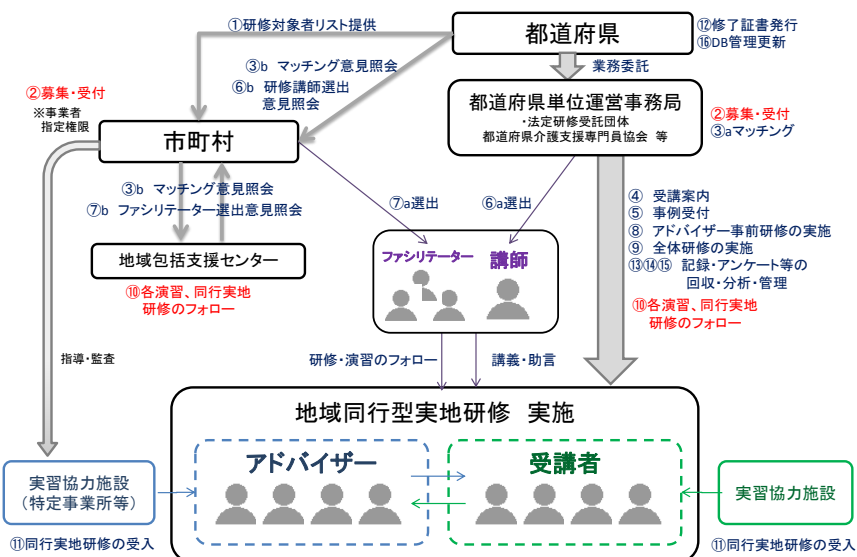 ①研修対象者リスト提供
都道府県
⑫修了証書発行
⑯DB管理更新
③b マッチング意見照会
⑥b 研修講師選出
意見照会
業務委託
②募集・受付
※事業者
指定権限
市町村
都道府県単位運営事務局
・法定研修受託団体
都道府県介護支援専門員協会 等
②募集・受付
③aマッチング
③b マッチング意見照会
⑦b ファシリテーター選出意見照会
⑦a選出
⑥a選出
④ 受講案内
⑤ 事例受付
⑧ アドバイザー事前研修の実施
⑨ 全体研修の実施
⑬⑭⑮ 記録・アンケート等の
回収・分析・管理
⑩各演習、同行実地
研修のフォロー
地域包括支援センター
⑩各演習、同行実地
研修のフォロー
ファシリテーター
講師
指導・監査
研修・演習のフォロー
講義・助言
地域同行型実地研修 実施
アドバイザー
受講者
実習協力施設
(特定事業所等)
実習協力施設
⑪同行実地研修の受入
⑪同行実地研修の受入